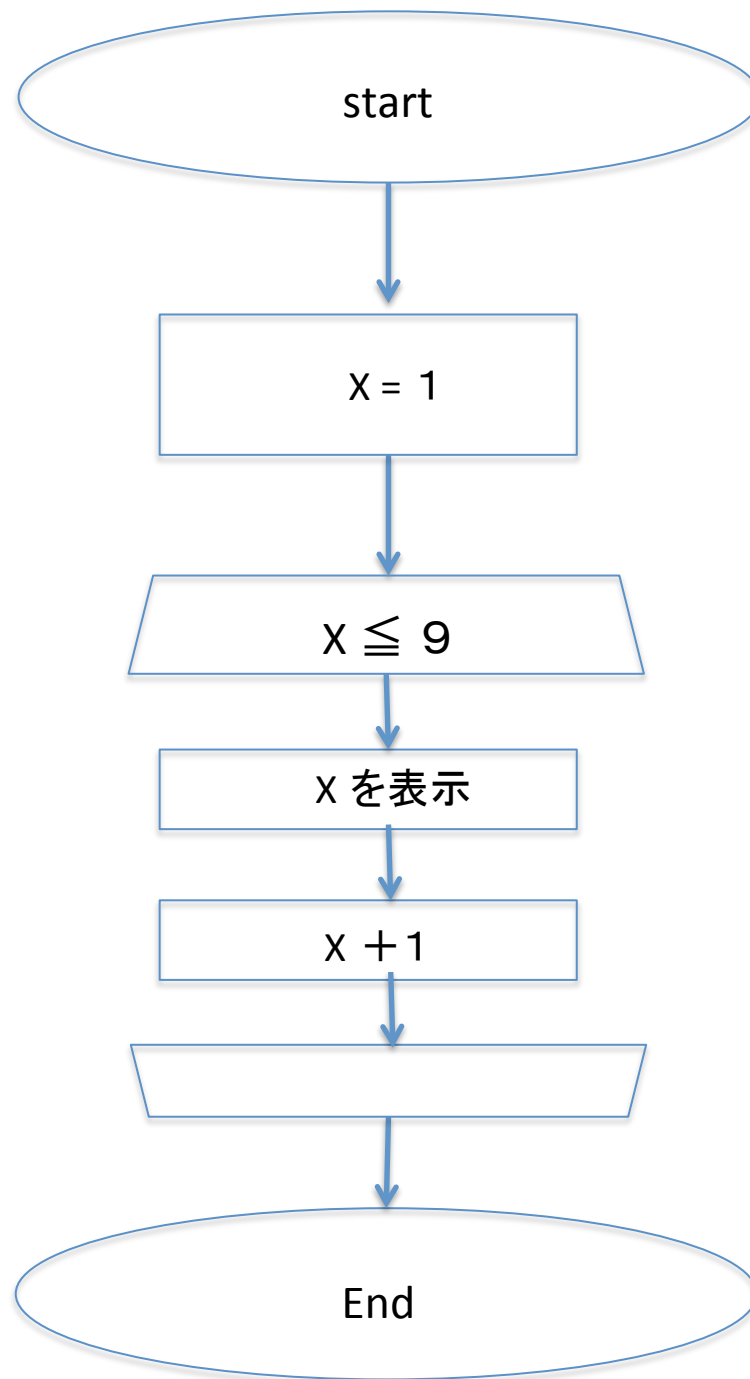 start
X = １
X ≦ ９
X を表示
X ＋１
End